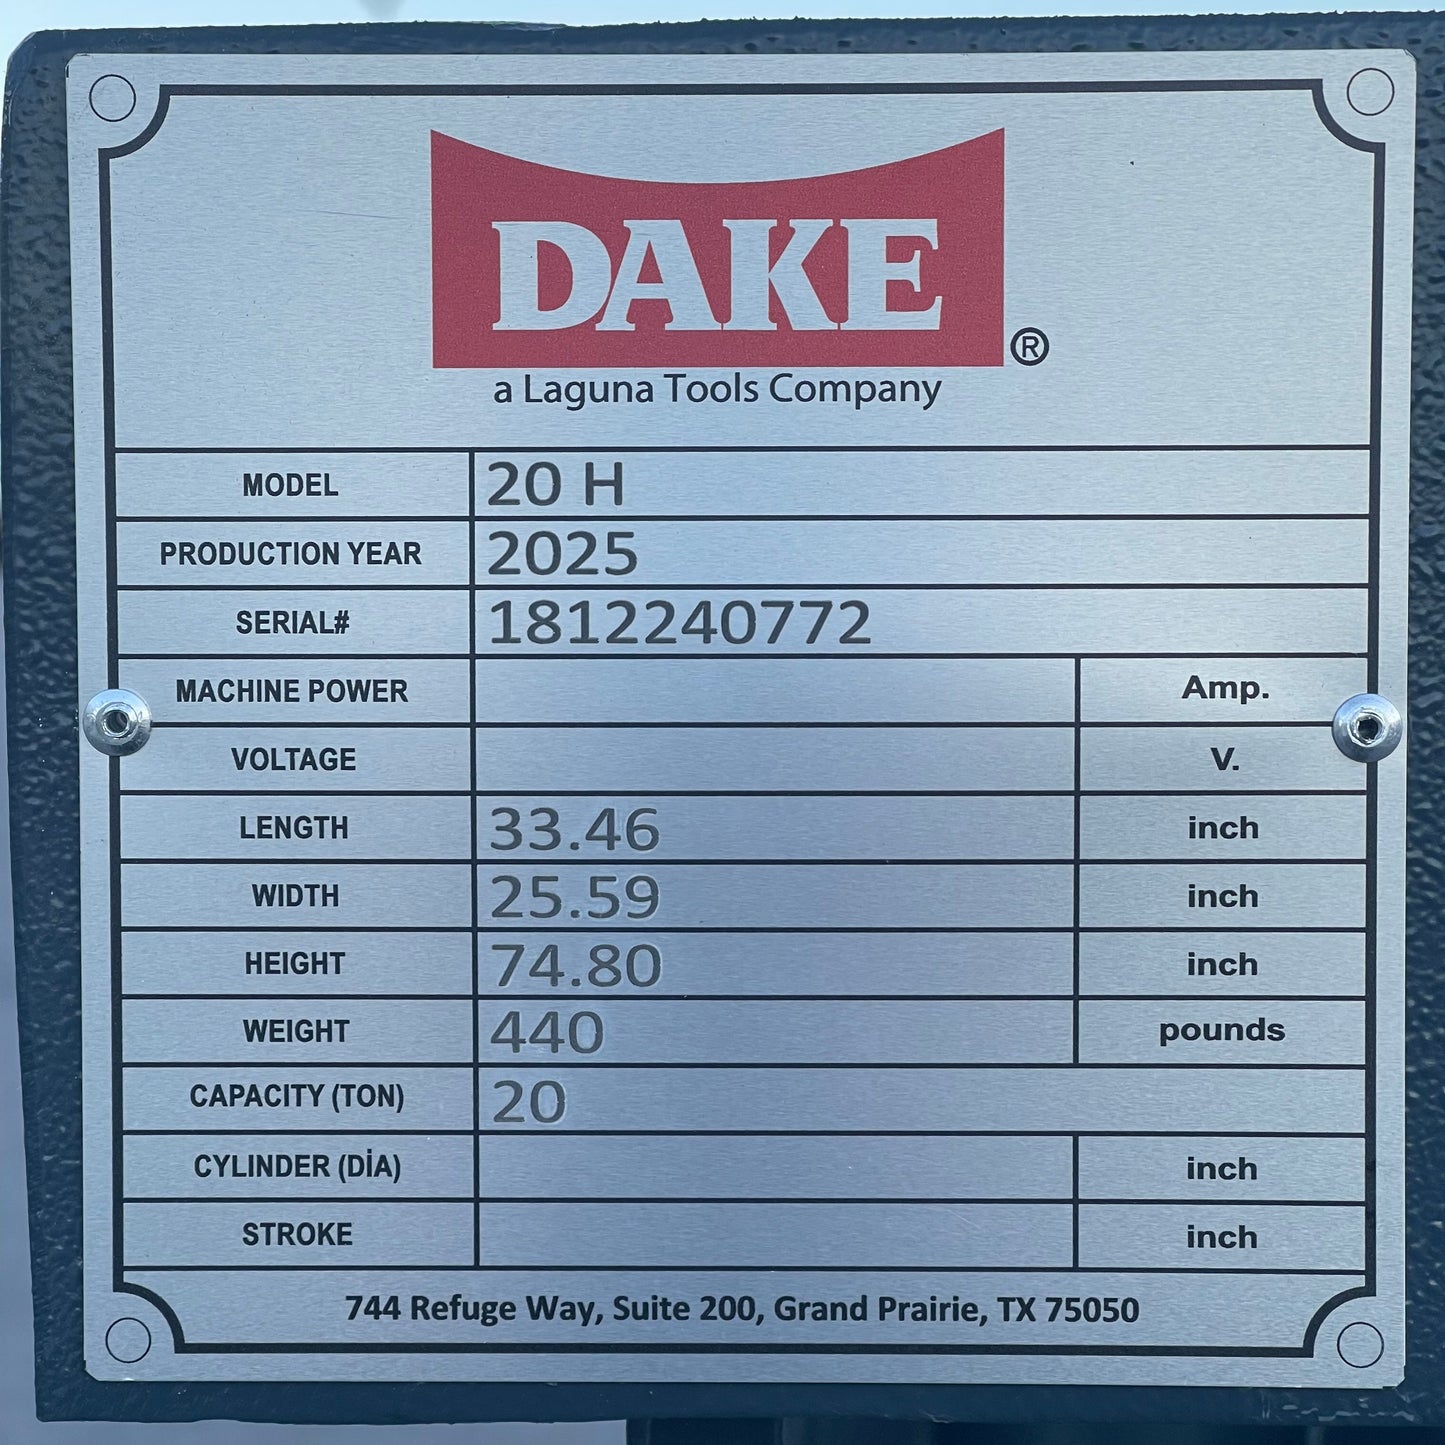 DAKE®
a Laguna Tools Company
MODEL 20 H
PRODUCTION YEAR 2025
SERIAL# 1812240772
MACHINE POWER Amp.
VOLTAGE V.
LENGTH 33.46 inch
WIDTH 25.59 inch
HEIGHT 74.80 inch
WEIGHT 440 pounds
CAPACITY (TON) 20
CYLINDER (DİA) inch
STROKE inch
744 Refuge Way, Suite 200, Grand Prairie, TX 75050